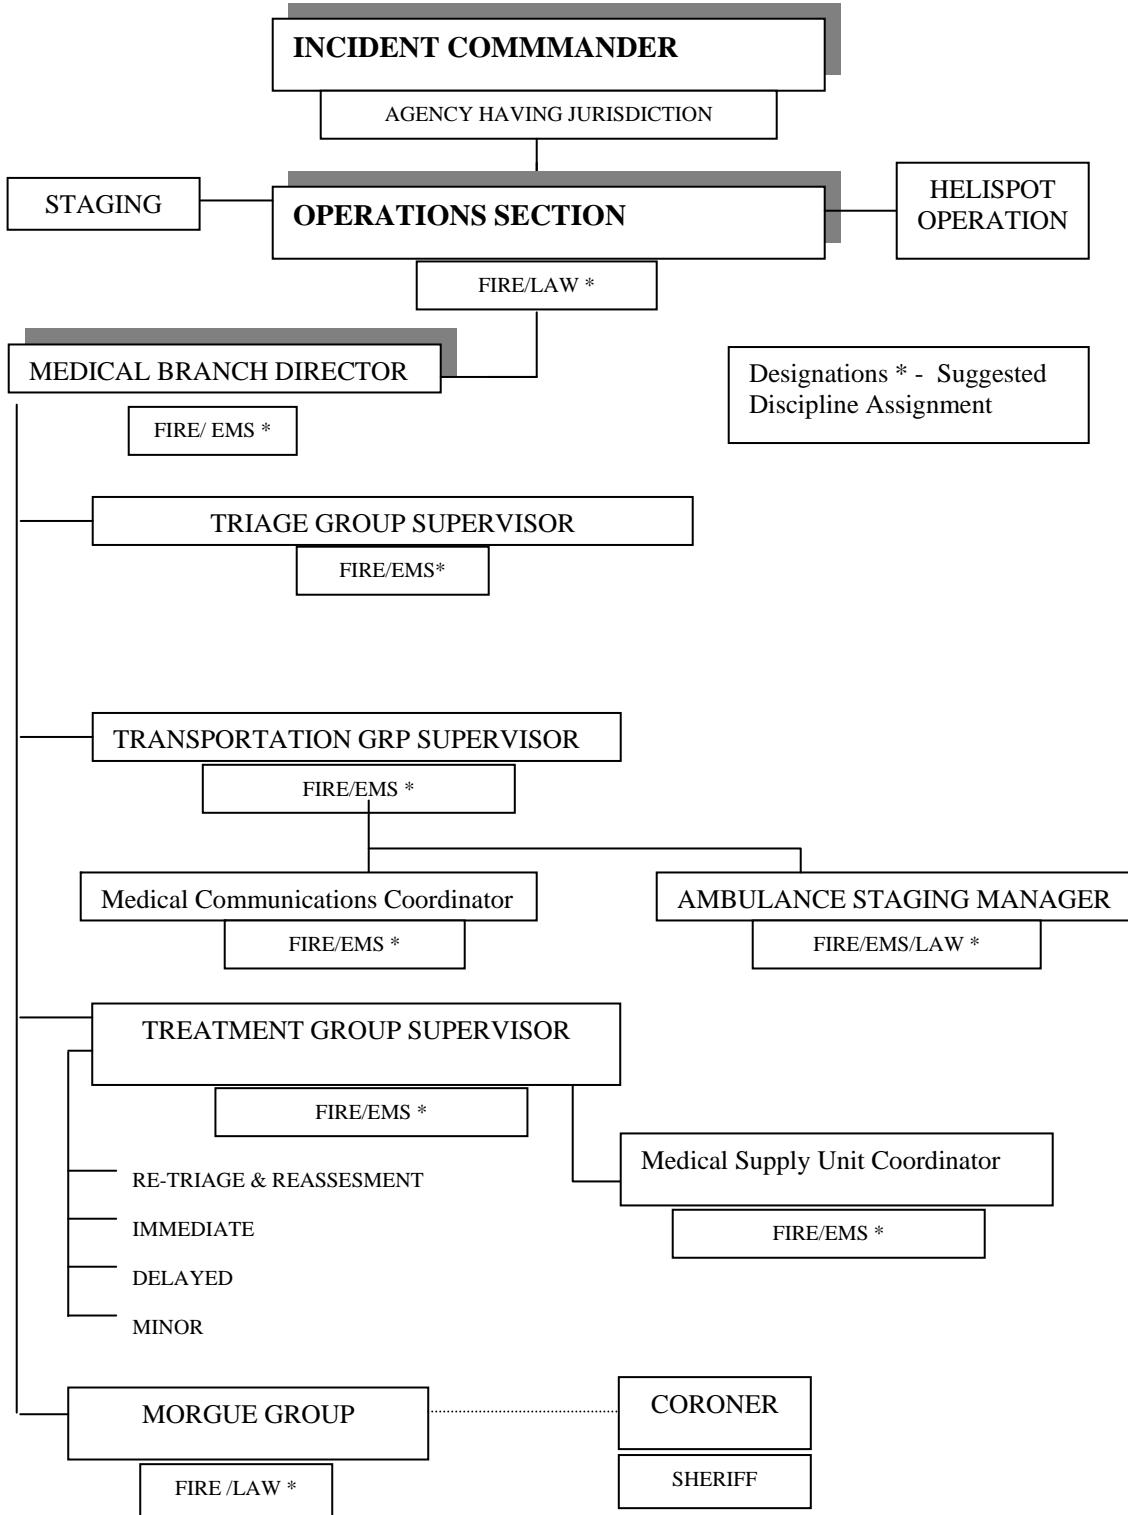 INCIDENT COMMMANDER
AGENCY HAVING JURISDICTION
STAGING
OPERATIONS SECTION
HELISPOT
OPERATION
FIRE/LAW *
MEDICAL BRANCH DIRECTOR
FIRE/ EMS *
Designations * - Suggested
Discipline Assignment
TRIAGE GROUP SUPERVISOR
FIRE/EMS*
TRANSPORTATION GRP SUPERVISOR
FIRE/EMS *
Medical Communications Coordinator
FIRE/EMS *
AMBULANCE STAGING MANAGER
FIRE/EMS/LAW *
TREATMENT GROUP SUPERVISOR
FIRE/EMS *
Medical Supply Unit Coordinator
FIRE/EMS *
RE-TRIAGE & REASSESMENT
IMMEDIATE
DELAYED
MINOR
MORGUE GROUP
FIRE /LAW *
CORONER
SHERIFF